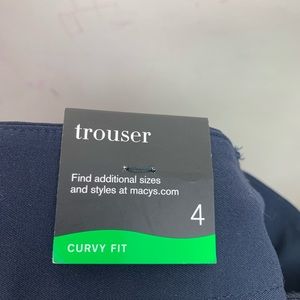 trouser
Find additional sizes
and styles at macys.com
4
CURVY FIT